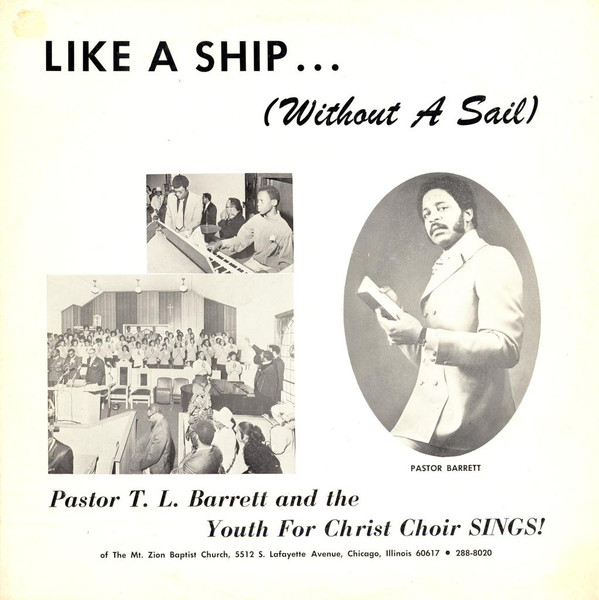 LIKE A SHIP...
(Without A Sail)
PASTOR BARRETT
Pastor T. L. Barrett and the
Youth For Christ Choir SINGS!
of The Mt. Zion Baptist Church, 5512 S. Lafayette Avenue, Chicago, Illinois 60617 • 288-8020